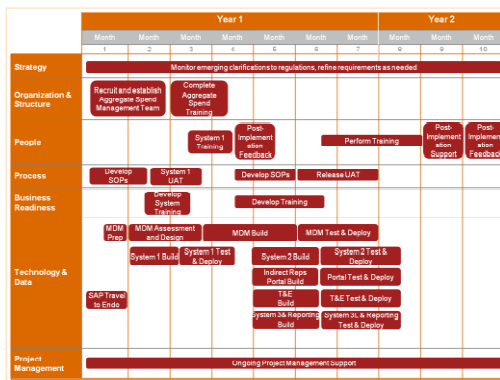 Year 1 Year 2
Month Month Month Month Month Month Month Month Month Month
1 2 3 4 5 6 7 8 9 10
Strategy
Monitor emerging clarifications to regulations, refine requirements as needed
Organization &
Structure
Recruit and establish
Aggregate Spend
Management Team
Complete
Aggregate
Spend
Training
People
System 1
Training
Post-
Implement
ation
Feedback
Perform Training
Post-
Implement
ation
Support
Post-
Implement
ation
Feedback
Process
Develop
SOPs
System 1
UAT
Develop SOPs
Release UAT
Business
Readiness
Develop
System
Training
Develop Training
Technology &
Data
MDM
Prep
MDM Assessment
and Design
MDM Build
MDM Test & Deploy
System 1 Build
System 1 Test
& Deploy
System 2 Build
System 2 Test &
Deploy
Indirect Reps
Portal Build
Portal Test & Deploy
SAP Travel
to Endo
T&E
Build
T&E Test & Deploy
System 3& Reporting
Build
System 3L & Reporting
Test & Deploy
Project
Management
Ongoing Project Management Support